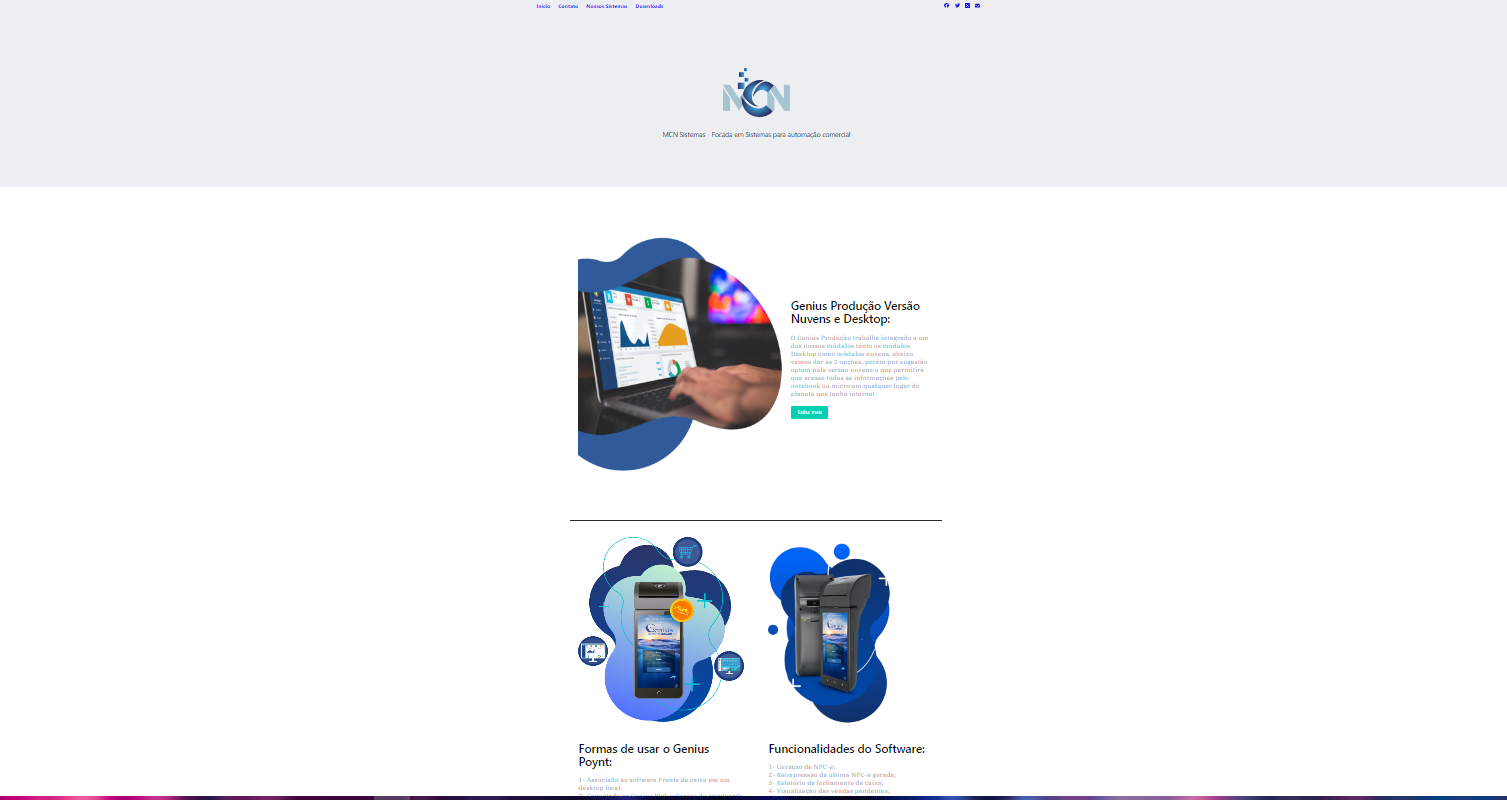 Início Contato Nossos Sistemas Downloads
MCN
MCN Sistemas - Focada em Sistemas para automação comercial
Genius Produção Versão
Nuvens e Desktop:
O Genius Produção trabalha integrado a um
dos nossos módulos tanto os módulos
Desktop como módulos nuvens, abaixo
vamos dar às 2 opções, porém por sugestão
optem pela versão nuvens o que permitirá
que acesse todas as informações pelo
notebook ou micro em qualquer lugar do
planeta que tenha internet.
Saiba mais
Genius
Genius
Formas de usar o Genius
Poynt:
1- Associado ao software Frente de caixa em um
desktop local.
Funcionalidades do Software:
1- Geraçao de NFC-e;
2- Reimpressão da última NFC-e gerada;
3- Relatório de fechamento de caixa;
4- Visualização das vendas pendentes;